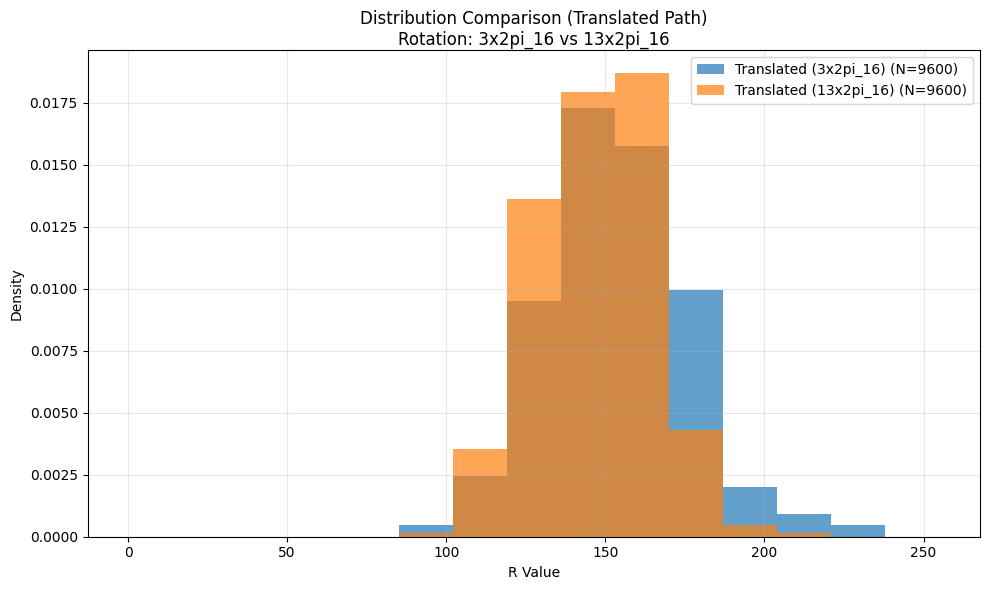 Distribution Comparison (Translated Path)
Rotation: 3x2pi_16 vs 13x2pi_16
Translated (3x2pi_16) (N=9600)
Translated (13x2pi_16) (N=9600)
0.0175
0.0150
0.0125
0.0100
0.0075
0.0050
0.0025
0.0000
Density
0 50 100 150 200 250
R Value